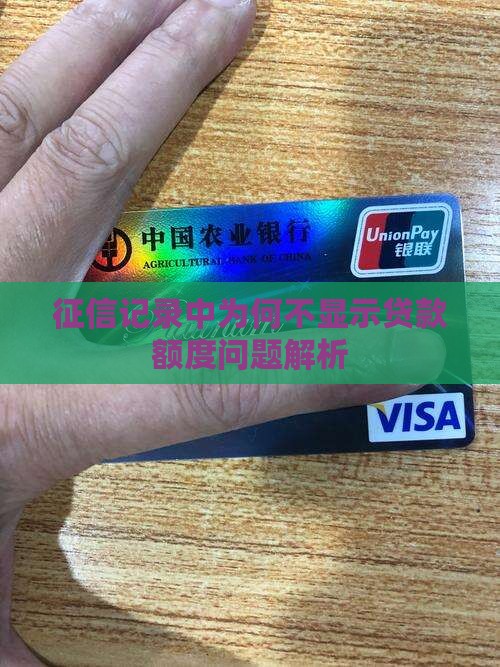 中国农业银行
AGRICULTURAL BANK OF CHINA
UnionPay
银联
征信记录中为何不显示贷款
额度问题解析
VISA